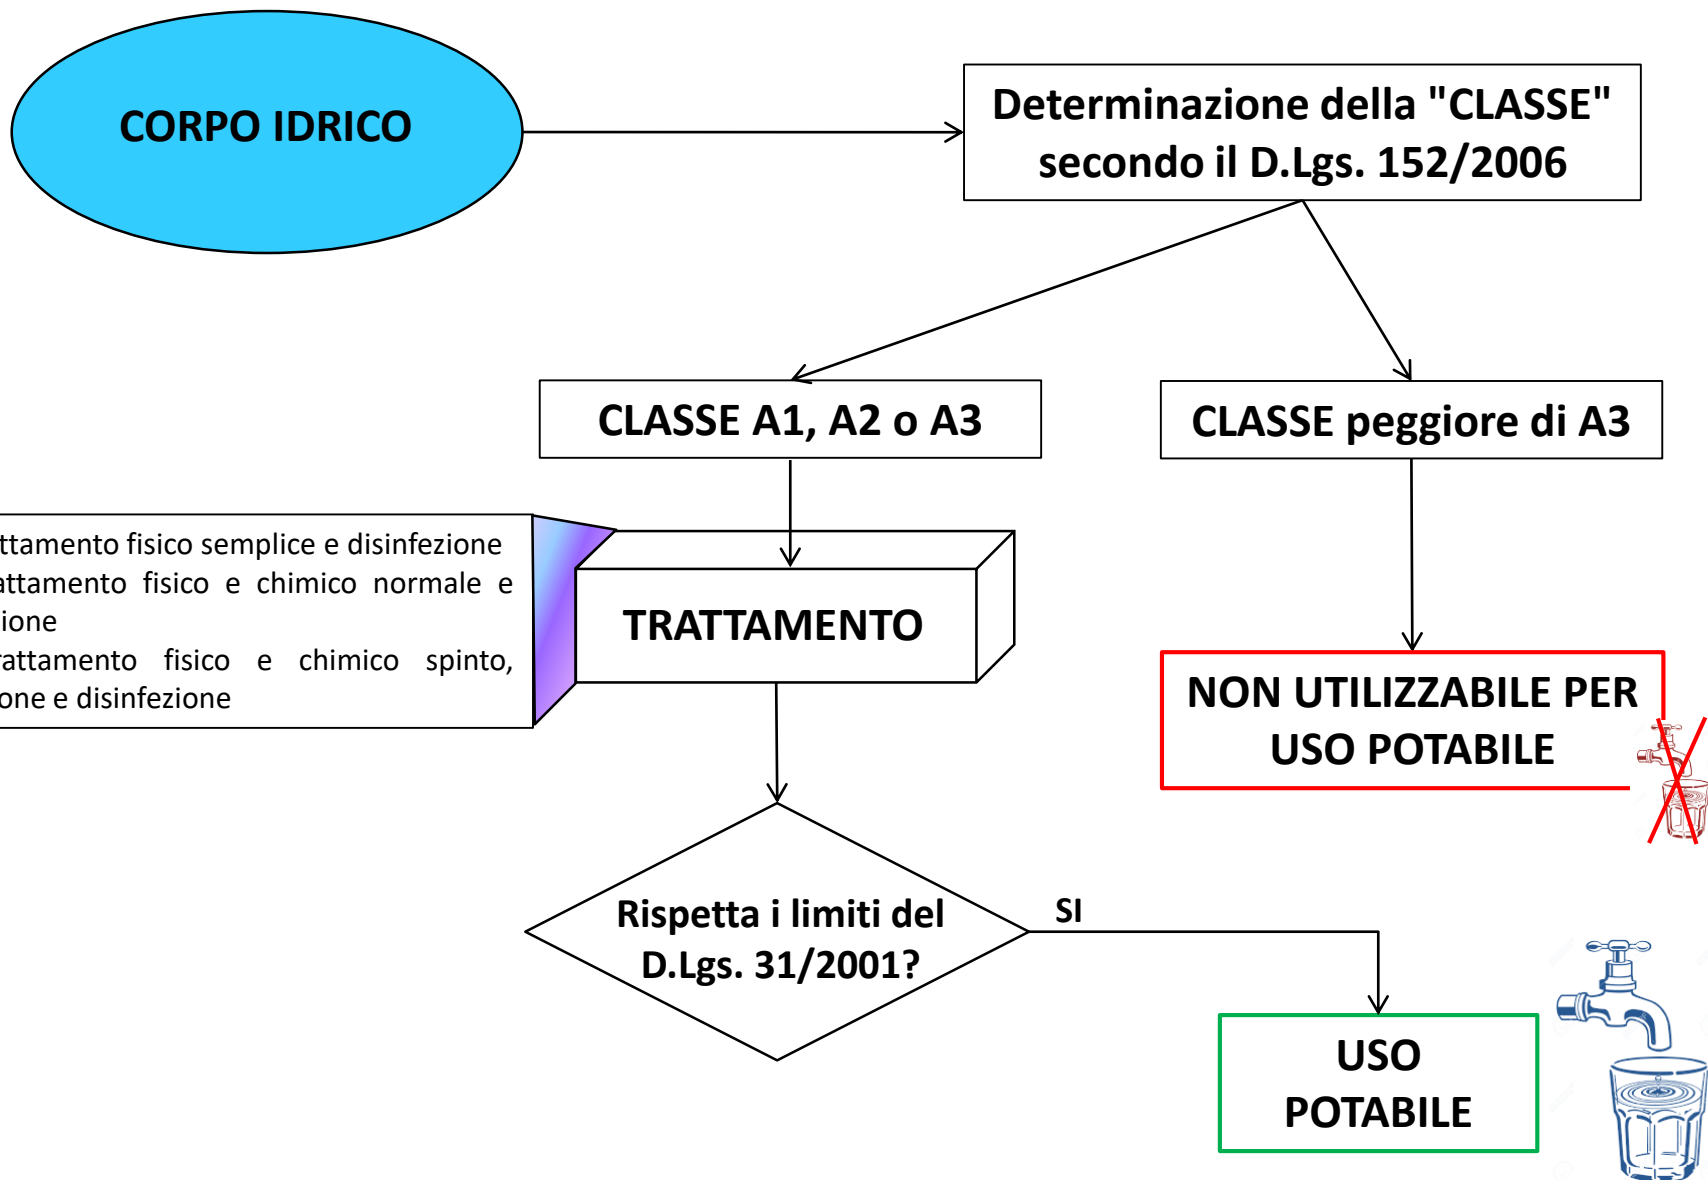 CORPO IDRICO
Determinazione della "CLASSE"
secondo il D.Lgs. 152/2006
CLASSE A1, A2 o A3
CLASSE peggiore di A3
ttamento fisico semplice e disinfezione
attamento fisico e chimico normale e
ione
rattamento fisico e chimico spinto,
one e disinfezione
TRATTAMENTO
NON UTILIZZABILE PER
USO POTABILE
Rispetta i limiti del
D.Lgs. 31/2001?
SI
USO
POTABILE